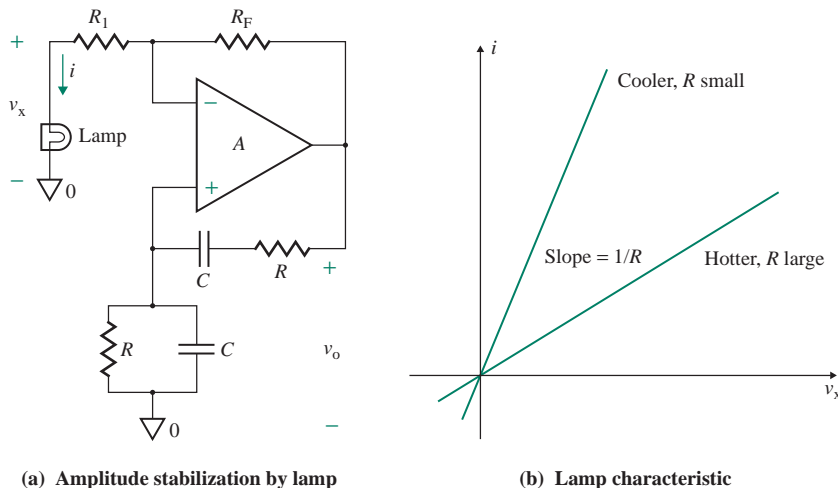 R1
RF
+
i
vx
−
A
Lamp
−
0
+
C
R
+
R
C
vo
0
−
i
Cooler, R small
Slope = 1/R
Hotter, R large
vx
(a) Amplitude stabilization by lamp
(b) Lamp characteristic